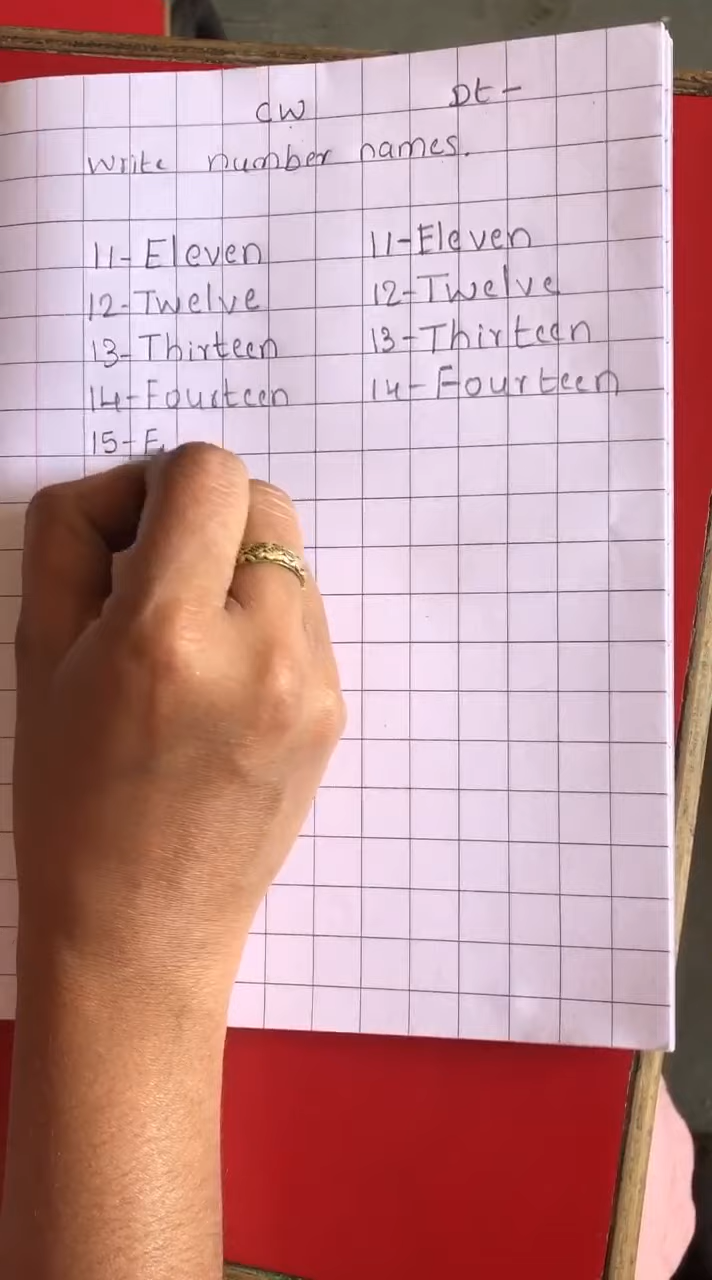 CW Dt-
Write number names.
11-Eleven 11-Eleven
12-Twelve 12-Twelve
13-Thirteen 13-Thirteen
14-Fourteen 14-Fourteen
15-F